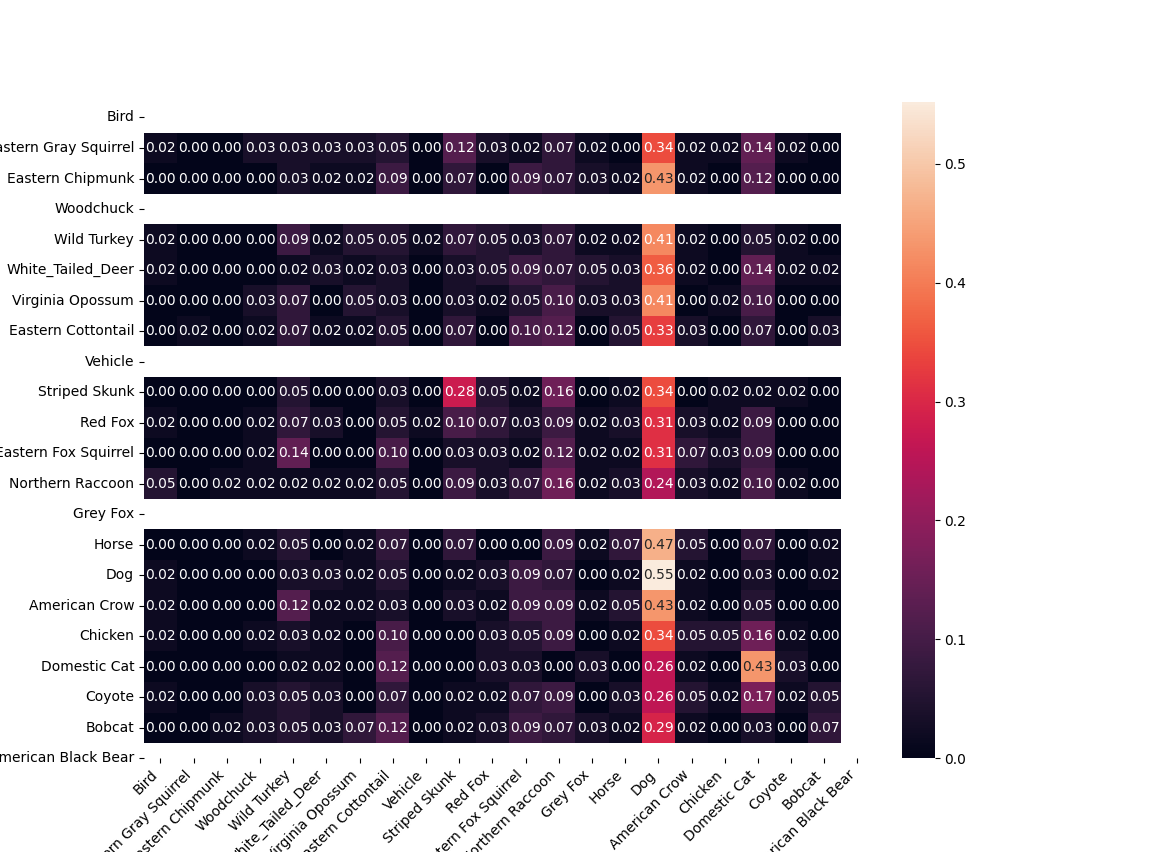 Bird
astern Gray Squirrel 0.02 0.00 0.00 0.03 0.03 0.03 0.03 0.05 0.00 0.12 0.03 0.02 0.07 0.02 0.00 0.34 0.02 0.02 0.14 0.02 0.00
Eastern Chipmunk 0.00 0.00 0.00 0.00 0.03 0.02 0.02 0.09 0.00 0.07 0.00 0.09 0.07 0.03 0.02 0.43 0.02 0.00 0.12 0.00 0.00
0.5
Woodchuck
Wild Turkey 0.02 0.00 0.00 0.00 0.09 0.02 0.05 0.05 0.02 0.07 0.05 0.03 0.07 0.02 0.02 0.41 0.02 0.00 0.05 0.02 0.00
White_Tailed_Deer 0.02 0.00 0.00 0.00 0.02 0.03 0.02 0.03 0.00 0.03 0.05 0.09 0.07 0.05 0.03 0.36 0.02 0.00 0.14 0.02 0.02
0.4
Virginia Opossum 0.00 0.00 0.00 0.03 0.07 0.00 0.05 0.03 0.00 0.03 0.02 0.05 0.10 0.03 0.03 0.41 0.00 0.02 0.10 0.00 0.00
Eastern Cottontail 0.00 0.02 0.00 0.02 0.07 0.02 0.02 0.05 0.00 0.07 0.00 0.10 0.12 0.00 0.05 0.33 0.03 0.00 0.07 0.00 0.03
Vehicle
Striped Skunk 0.00 0.00 0.00 0.00 0.05 0.00 0.00 0.03 0.00 0.28 0.05 0.02 0.16 0.00 0.02 0.34 0.00 0.02 0.02 0.02 0.00
0.3
Red Fox 0.02 0.00 0.00 0.02 0.07 0.03 0.00 0.05 0.02 0.10 0.07 0.03 0.09 0.02 0.03 0.31 0.03 0.02 0.09 0.00 0.00
Eastern Fox Squirrel 0.00 0.00 0.00 0.02 0.14 0.00 0.00 0.10 0.00 0.03 0.03 0.02 0.12 0.02 0.02 0.31 0.07 0.03 0.09 0.00 0.00
Northern Raccoon 0.05 0.00 0.02 0.02 0.02 0.02 0.02 0.05 0.00 0.09 0.03 0.07 0.16 0.02 0.03 0.24 0.03 0.02 0.10 0.02 0.00
Grey Fox
0.2
Horse 0.00 0.00 0.00 0.02 0.05 0.00 0.02 0.07 0.00 0.07 0.00 0.00 0.09 0.02 0.07 0.47 0.05 0.00 0.07 0.00 0.02
Dog 0.02 0.00 0.00 0.00 0.03 0.03 0.02 0.05 0.00 0.02 0.03 0.09 0.07 0.00 0.02 0.55 0.02 0.00 0.03 0.00 0.02
American Crow 0.02 0.00 0.00 0.00 0.12 0.02 0.02 0.03 0.00 0.03 0.02 0.09 0.09 0.02 0.05 0.43 0.02 0.00 0.05 0.00 0.00
Chicken 0.02 0.00 0.00 0.02 0.03 0.02 0.00 0.10 0.00 0.00 0.03 0.05 0.09 0.00 0.02 0.34 0.05 0.05 0.16 0.02 0.00
0.1
Domestic Cat 0.00 0.00 0.00 0.00 0.02 0.02 0.00 0.12 0.00 0.00 0.03 0.03 0.00 0.03 0.00 0.26 0.02 0.00 0.43 0.03 0.00
Coyote 0.02 0.00 0.00 0.03 0.05 0.03 0.00 0.07 0.00 0.02 0.02 0.07 0.09 0.00 0.03 0.26 0.05 0.02 0.17 0.02 0.05
Bobcat 0.00 0.00 0.02 0.03 0.05 0.03 0.07 0.12 0.00 0.02 0.03 0.09 0.07 0.03 0.02 0.29 0.02 0.00 0.03 0.00 0.07
merican Black Bear
0.0
Bird
rn Gray Squirrel
stern Chipmunk
Woodchuck
Wild Turkey
hite_Tailed_Deer
irginia Opossum
stern Cottontail
Vehicle
Striped Skunk
Red Fox
tern Fox Squirrel
orthern Raccoon
Grey Fox
Horse
Dog
American Crow
Chicken
Domestic Cat
Coyote
Bobcat
rican Black Bear